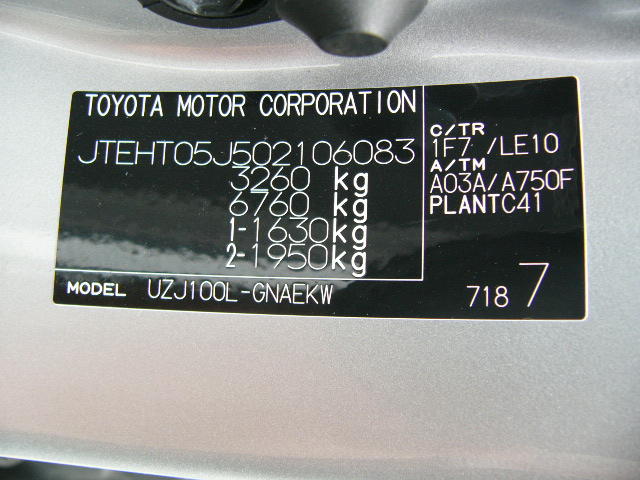 TOYOTA MOTOR CORPORATION
JTEHT05J502106083
3260 kg
6760 kg
1-1630kg
2-1950kg
C/TR
1F7 /LE10
A/TM
A03A/A750F
PLANTC41
MODEL UZJ100L-GNAEKW
718 7